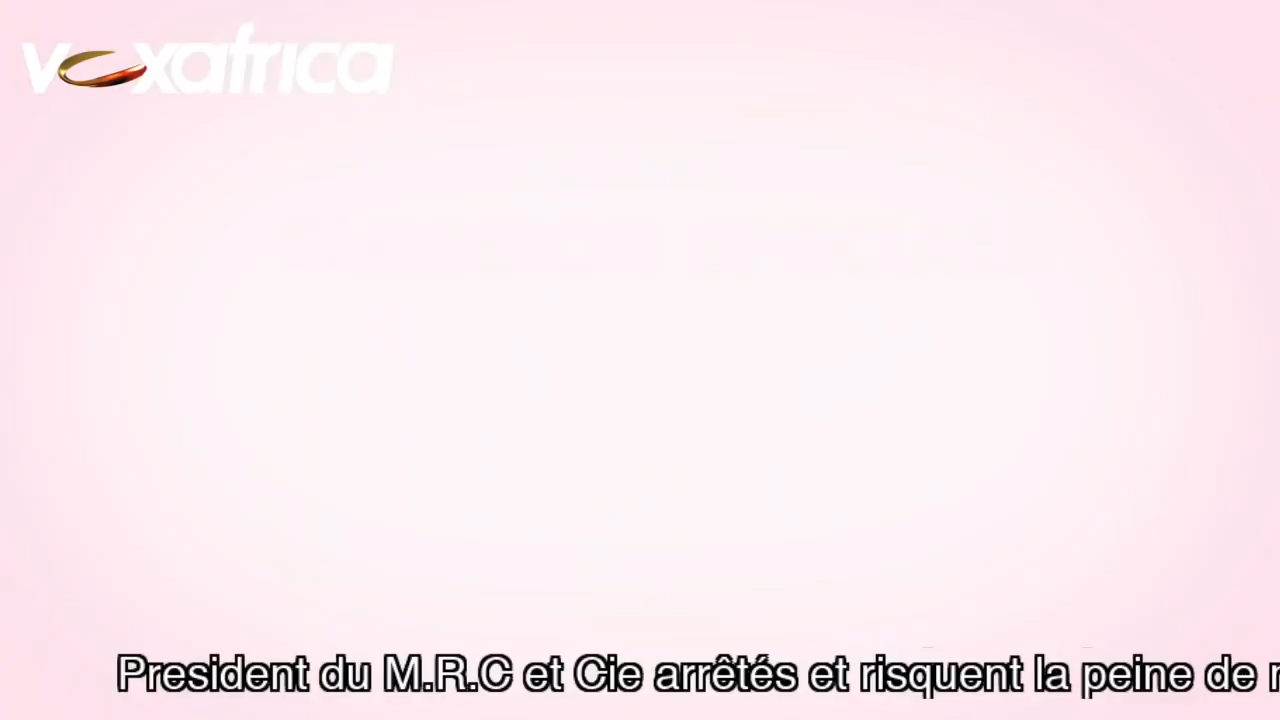 voxafrica
President du M.R.C et Cie arrêtés et risquent la peine de